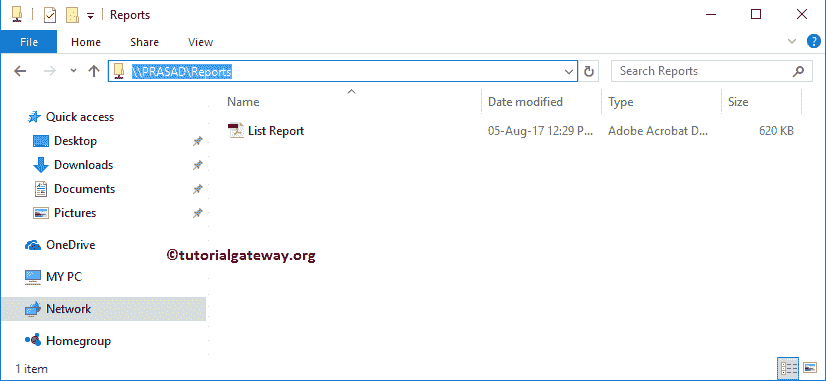 Reports
File Home Share View
\\PRASAD\Reports
Search Reports
Name Date modified Type Size
Quick access
List Report 05-Aug-17 12:29 P... Adobe Acrobat D... 620 KB
Desktop
Downloads
Documents
Pictures
OneDrive
©tutorialgateway.org
MY PC
Network
Homegroup
1 item